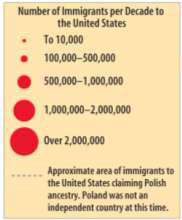 Number of Immigrants per Decade to
the United States
To 10,000
100,000–500,000
500,000–1,000,000
1,000,000–2,000,000
Over 2,000,000
Approximate area of immigrants to
the United States claiming Polish
ancestry. Poland was not an
independent country at this time.